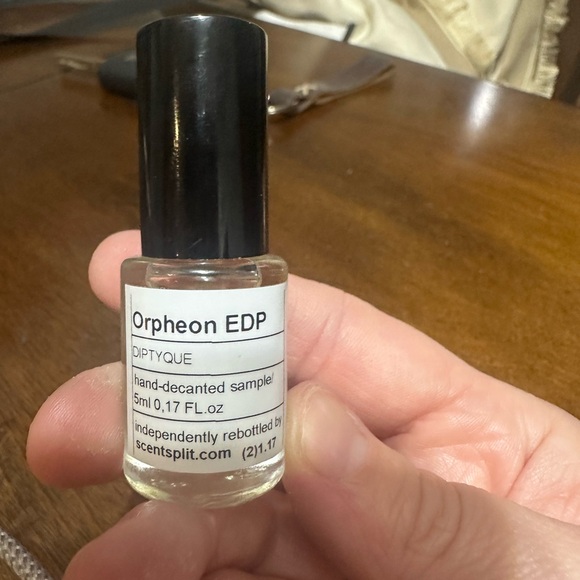 Orpheon EDP
DIPTYQUE
hand-decanted sample/
5ml 0,17 FL.oz
independently rebottled by
scentsplit.com (2)1.17